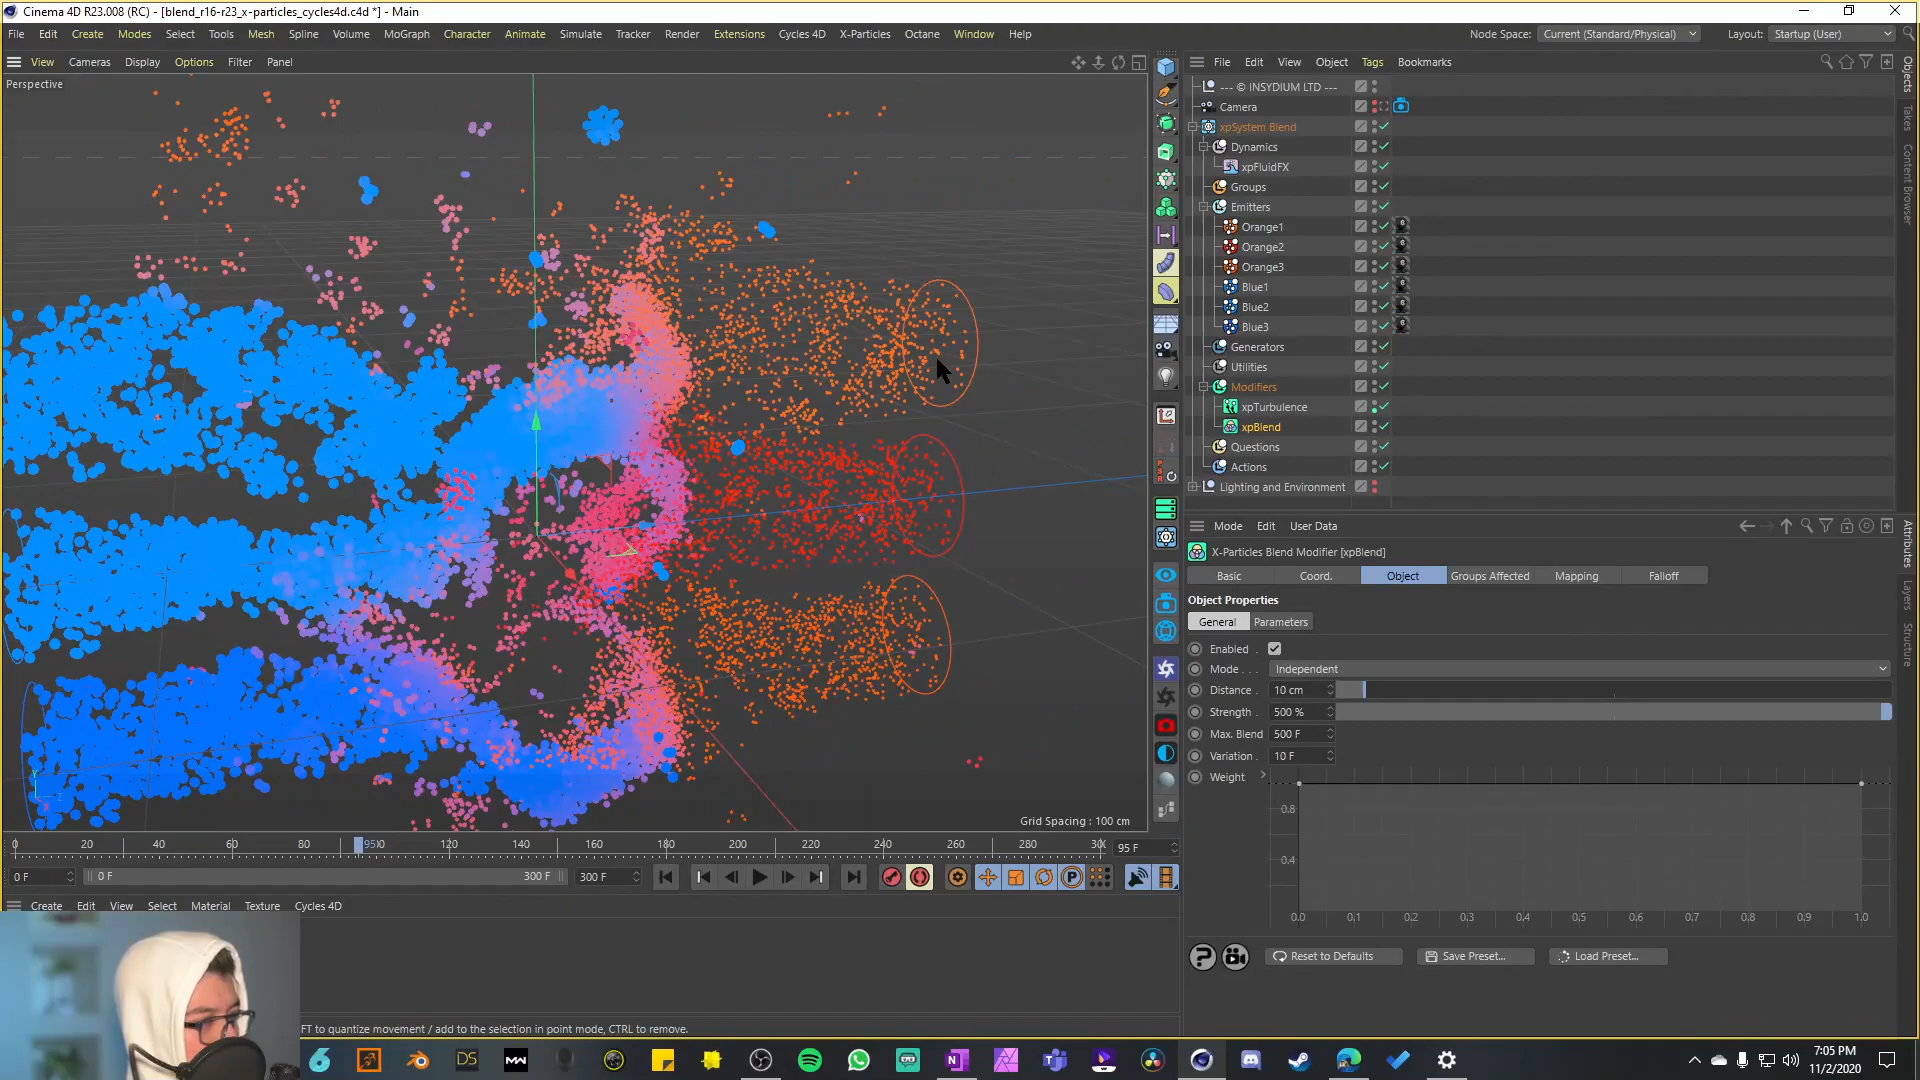 Cinema 4D R23.008 (RC) - [blend_r16-r23_x-particles_cycles4d.c4d *] - Main
File Edit Create Modes Select Tools Mesh Spline Volume MoGraph Character Animate Simulate Tracker Render Extensions Cycles 4D X-Particles Octane Window Help
Node Space: Current (Standard/Physical) Layout: Startup (User)
View Cameras Display Options Filter Panel
File Edit View Object Tags Bookmarks
Perspective
--- © INSYDIUM LTD ---
Camera
xpSystem Blend
Dynamics
xpFluidFX
Groups
Emitters
Orange1
Orange2
Orange3
Blue1
Blue2
Blue3
Generators
Utilities
Modifiers
xpTurbulence
xpBlend
Questions
Actions
Lighting and Environment
Objects
Takes
Content Browser
Attributes
Layers
Structure
Mode Edit User Data
X-Particles Blend Modifier [xpBlend]
Basic Coord. Object Groups Affected Mapping Falloff
Object Properties
General Parameters
Enabled .
Mode . . . . Independent
Distance . 10 cm
Strength . 500 %
Max. Blend 500 F
Variation . 10 F
Weight
0.8
0.4
0.0 0.1 0.2 0.3 0.4 0.5 0.6 0.7 0.8 0.9 1.0
Reset to Defaults Save Preset... Load Preset...
Grid Spacing : 100 cm
0 20 40 60 80 95 120 140 160 180 200 220 240 260 280 95 F
0 F 0 F 300 F 300 F
Create Edit View Select Material Texture Cycles 4D
FT to quantize movement / add to the selection in point mode, CTRL to remove.
DS
MW
7:05 PM
11/2/2020